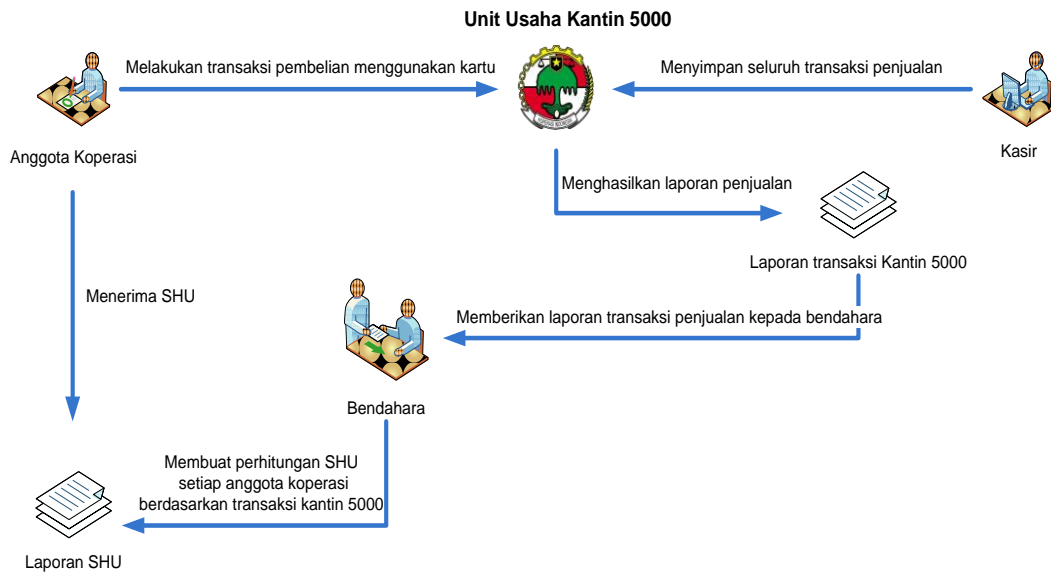 Unit Usaha Kantin 5000
Melakukan transaksi pembelian menggunakan kartu
Menyimpan seluruh transaksi penjualan
Anggota Koperasi
Kasir
Menghasilkan laporan penjualan
Laporan transaksi Kantin 5000
Menerima SHU
Memberikan laporan transaksi penjualan kepada bendahara
Bendahara
Membuat perhitungan SHU
setiap anggota koperasi
berdasarkan transaksi kantin 5000
Laporan SHU